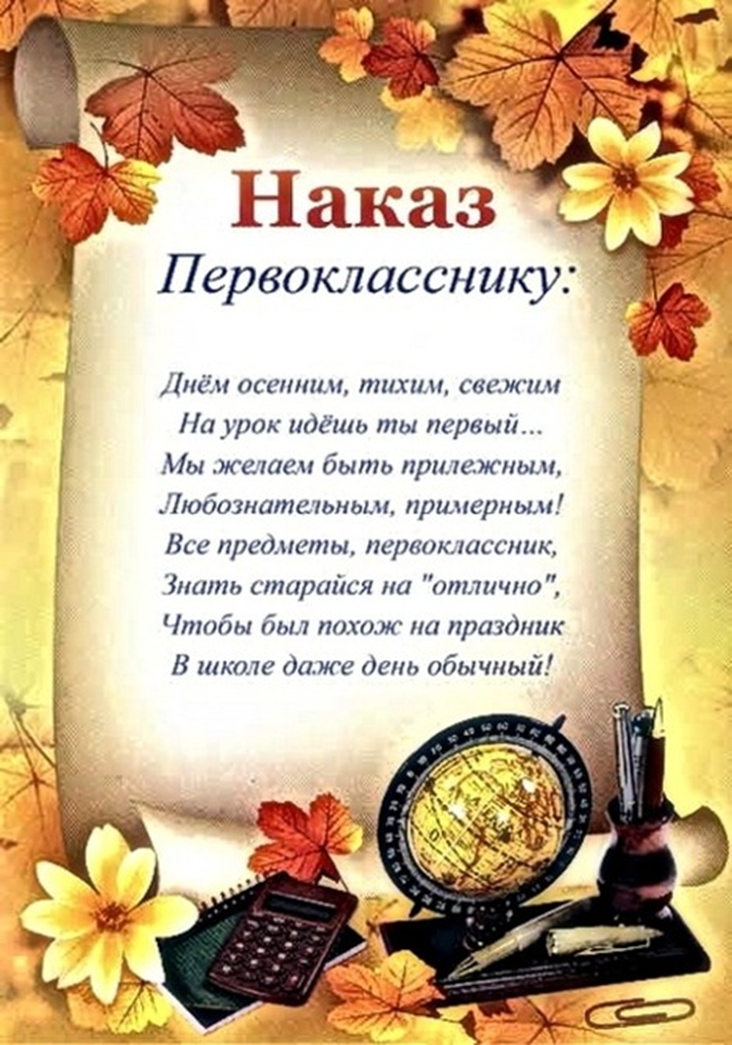 Наказ
Первокласснику:
Днём осенним, тихим, свежим
На урок идёшь ты первый...
Мы желаем быть прилежным,
Любознательным, примерным!
Все предметы, первоклассник,
Знать старайся на "отлично",
Чтобы был похож на праздник
В школе даже день обычный!